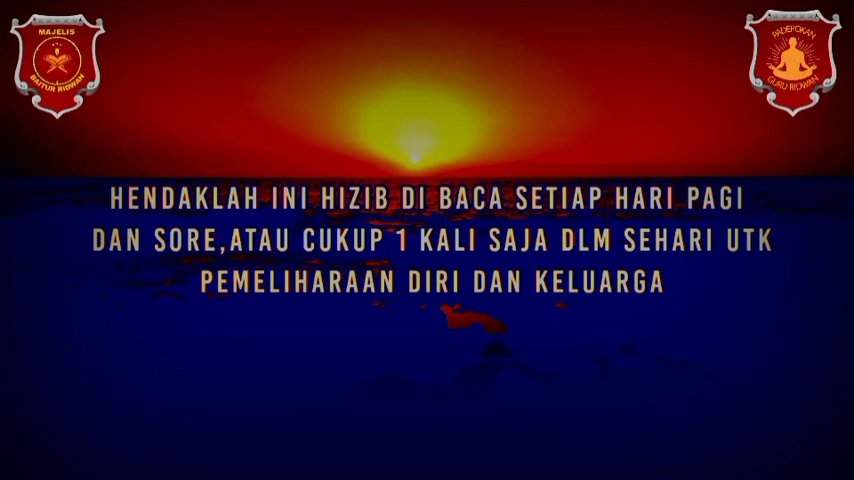 MAJELIS
BAITUR RIDWAN
PADEPOKAN
GURU RIDWAN
HENDAKLAH INI HIZIB DI BACA SETIAP HARI PAGI
DAN SORE,ATAU CUKUP 1 KALI SAJA DLM SEHARI UTK
PEMELIHARAAN DIRI DAN KELUARGA